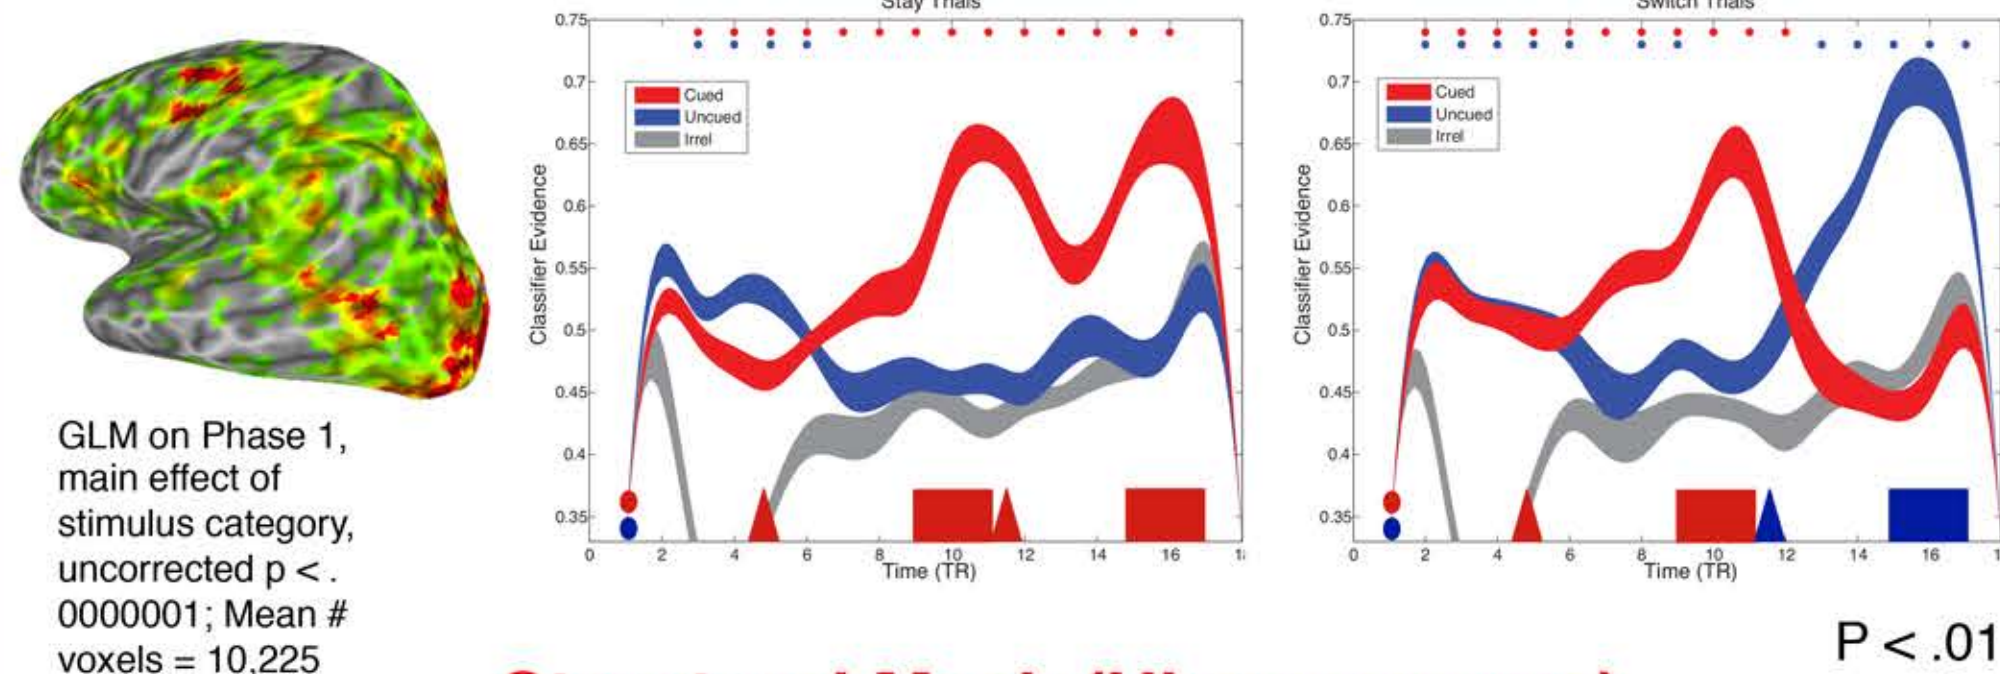 Stay Trials
0.75
0.7
0.65
0.6
0.55
0.5
0.45
0.4
0.35
Classifier Evidence
Cued
Uncued
Irrel
0 2 4 6 8 10 12 14 16
Time (TR)
Switch Trials
0.75
0.7
0.65
0.6
0.55
0.5
0.45
0.4
0.35
Classifier Evidence
Cued
Uncued
Irrel
0 2 4 6 8 10 12 14 16
Time (TR)
GLM on Phase 1,
main effect of
stimulus category,
uncorrected p < .
0000001; Mean #
voxels = 10,225
P < .01